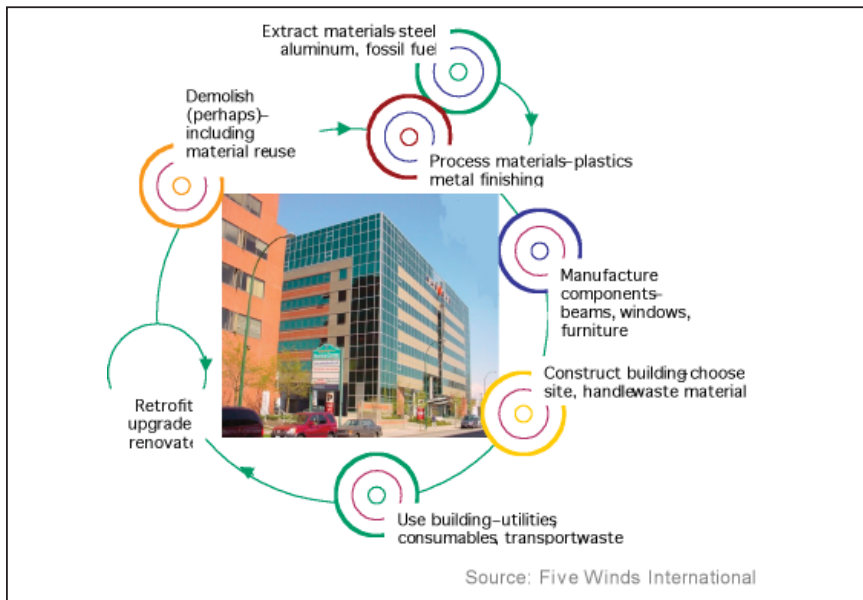 Extract materials-steel
aluminum, fossil fuel
Demolish
(perhaps)–
including
material reuse
Process materials–plastics
metal finishing
Manufacture
components–
beams, windows,
furniture
Construct building-choose
site, handlewaste material
Retrofit
upgrade
renovate
Use building–utilities,
consumables, transportwaste
Source: Five Winds International